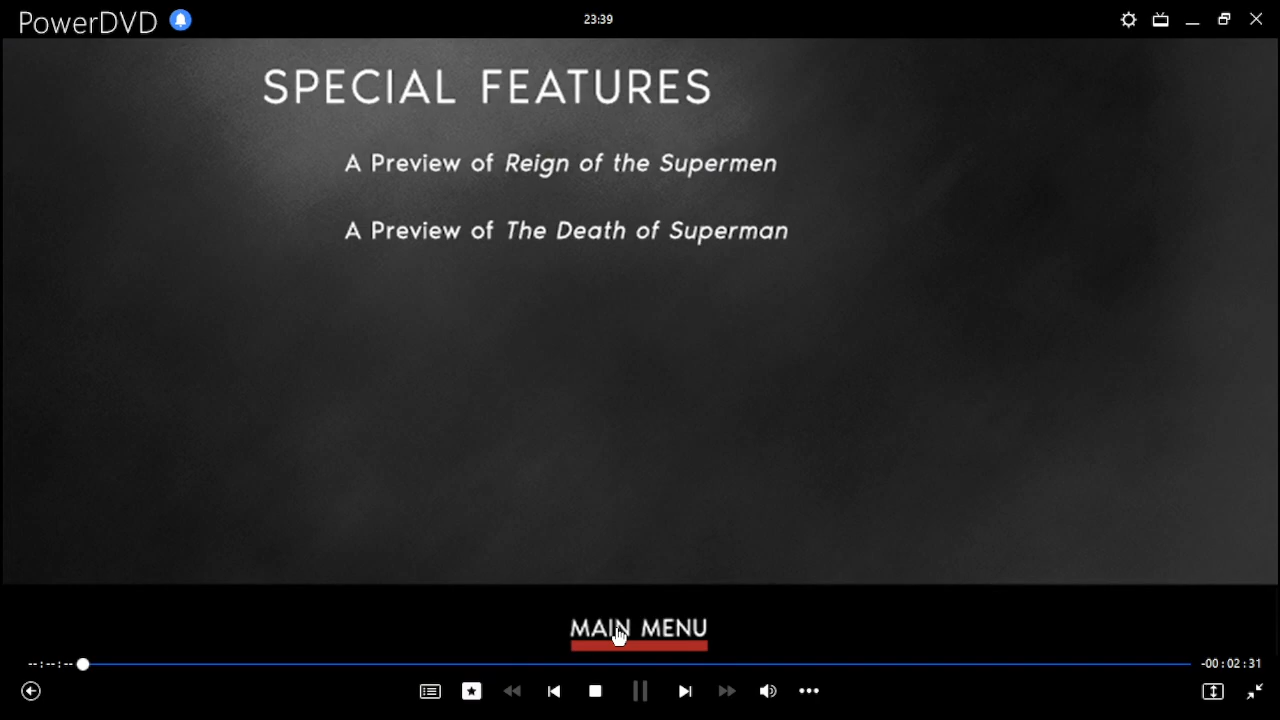 PowerDVD
23:39
SPECIAL FEATURES
A Preview of Reign of the Supermen
A Preview of The Death of Superman
MAIN MENU
--:--:--
-00:02:31